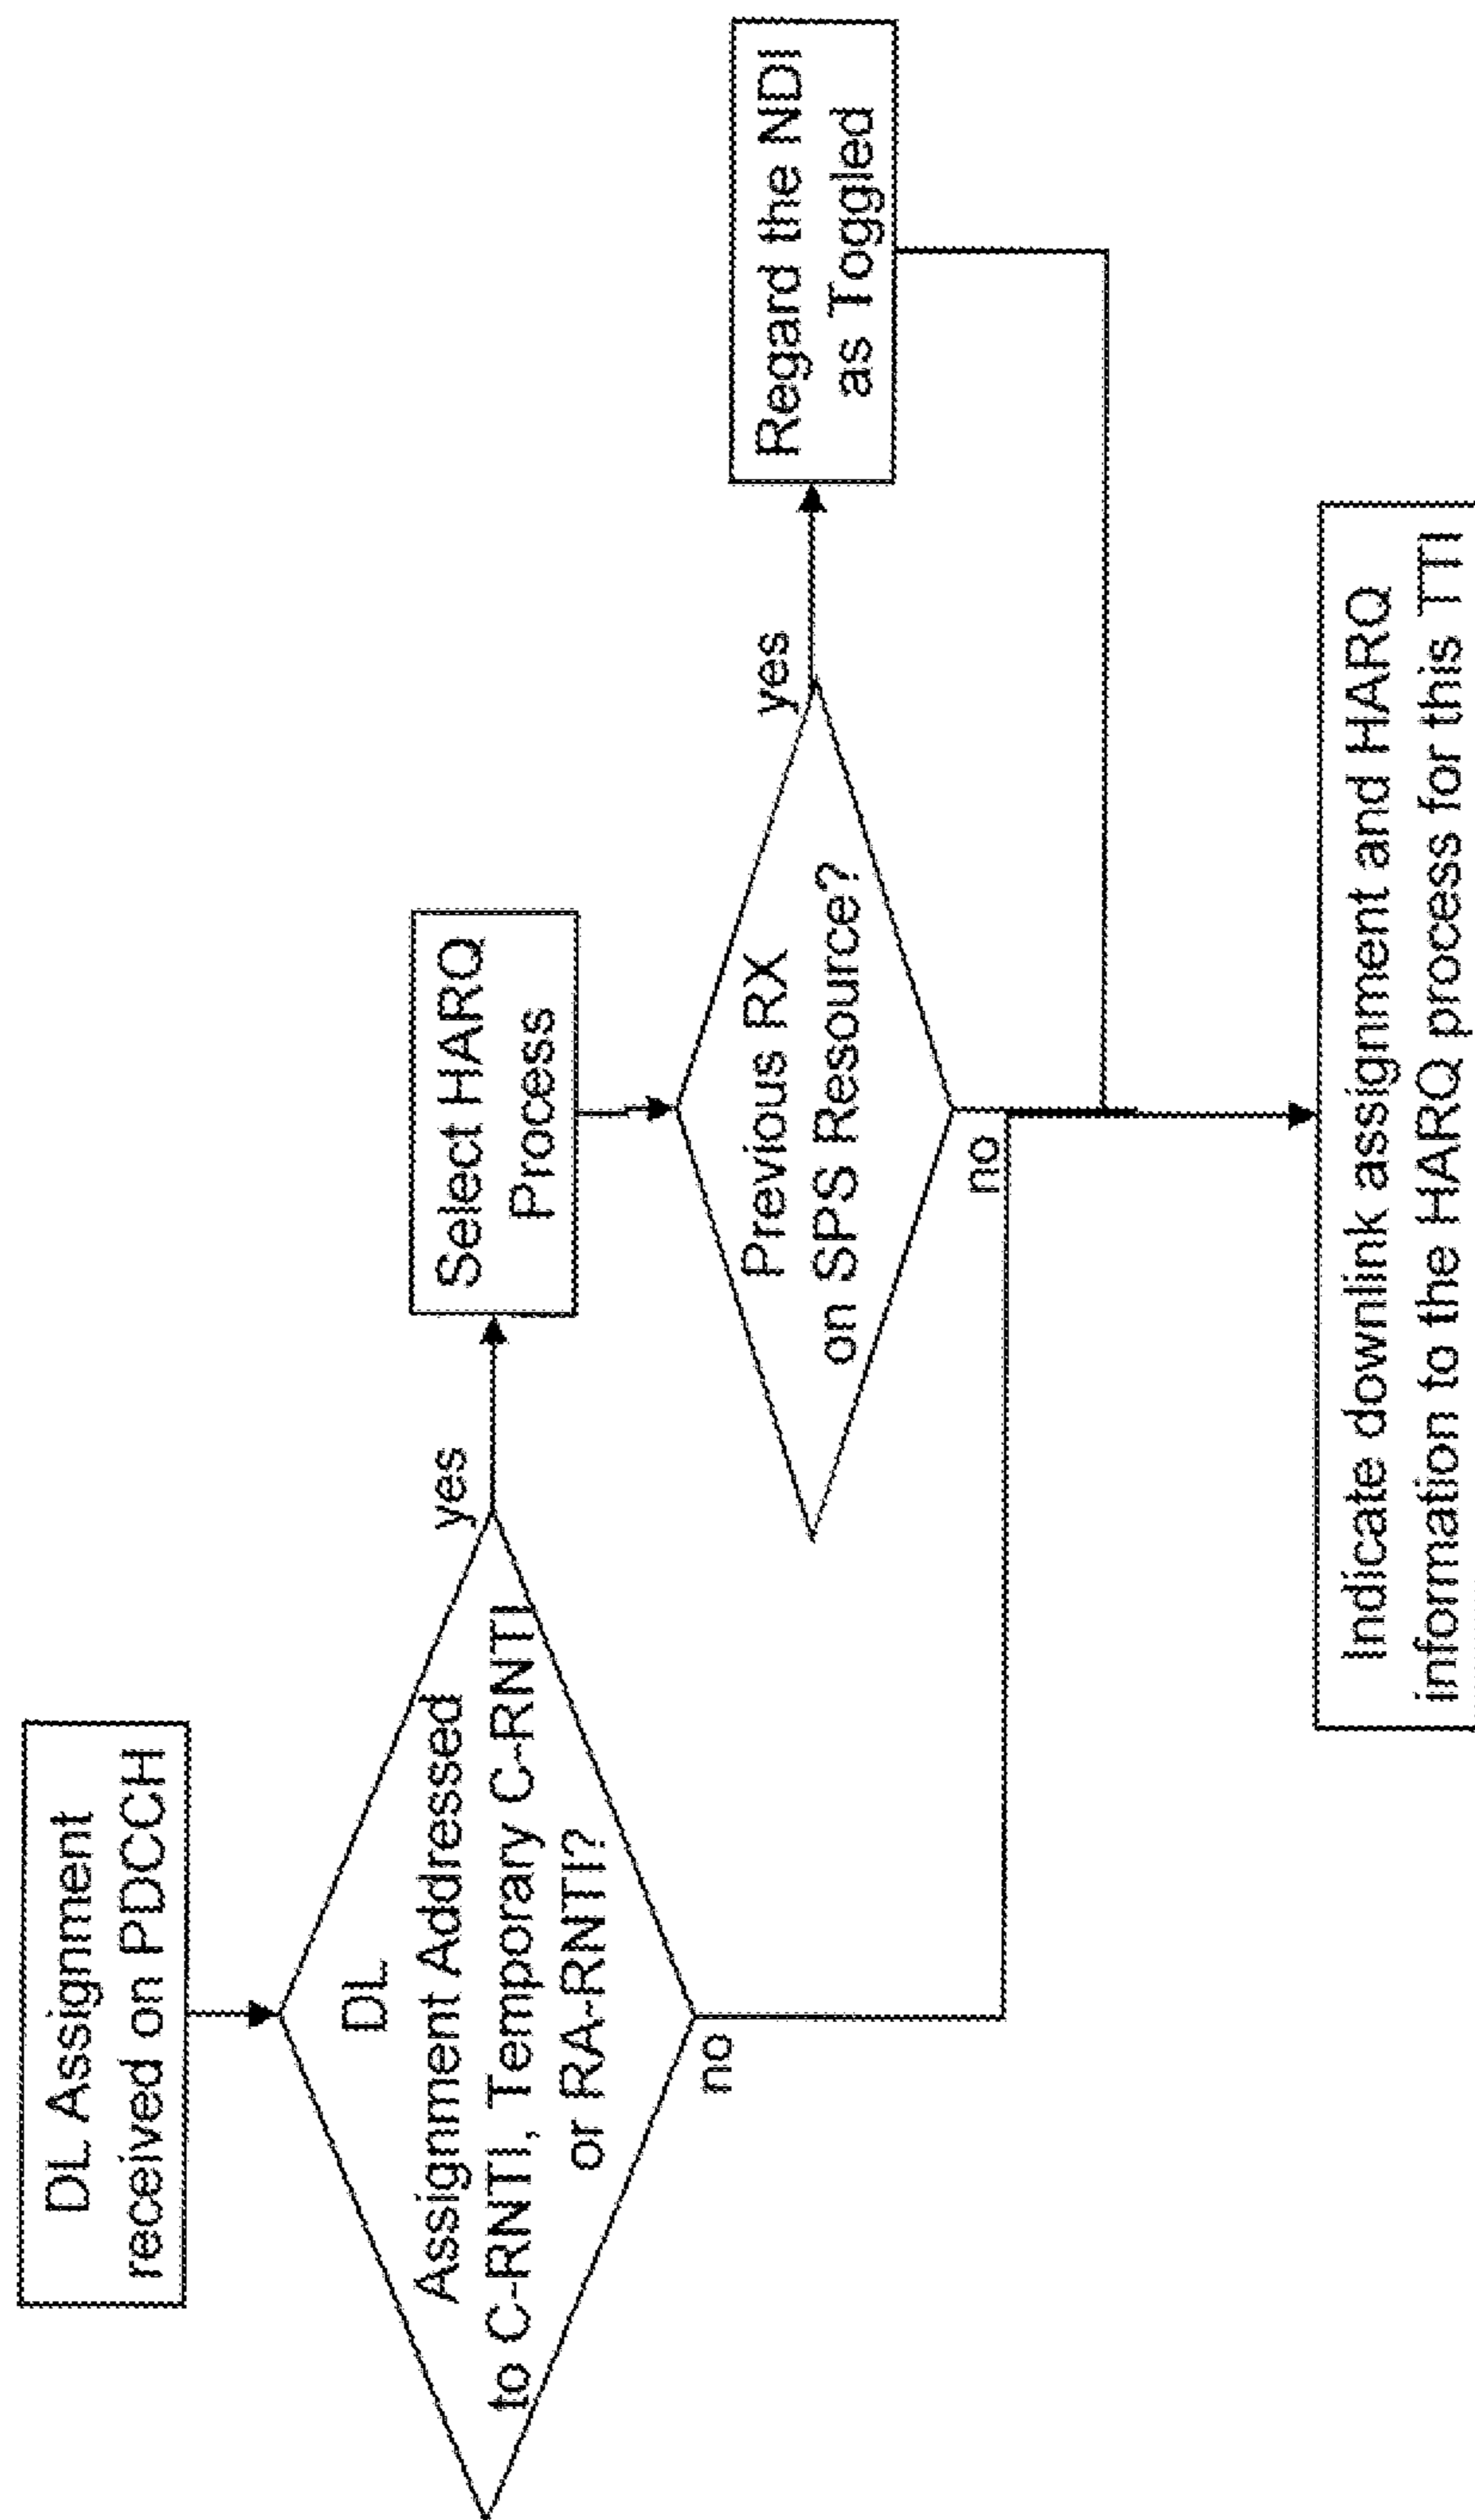 DL Assignment
received on PDCCH
DL
Assignment Addressed
to C-RNTI, Temporary C-RNTI
or RA-RNTI?
yes
no
Select HARQ
Process
Previous RX
on SPS Resource?
yes
no
Regard the NDI
as Toggled
Indicate downlink assignment and HARQ
information to the HARQ process for this TTI